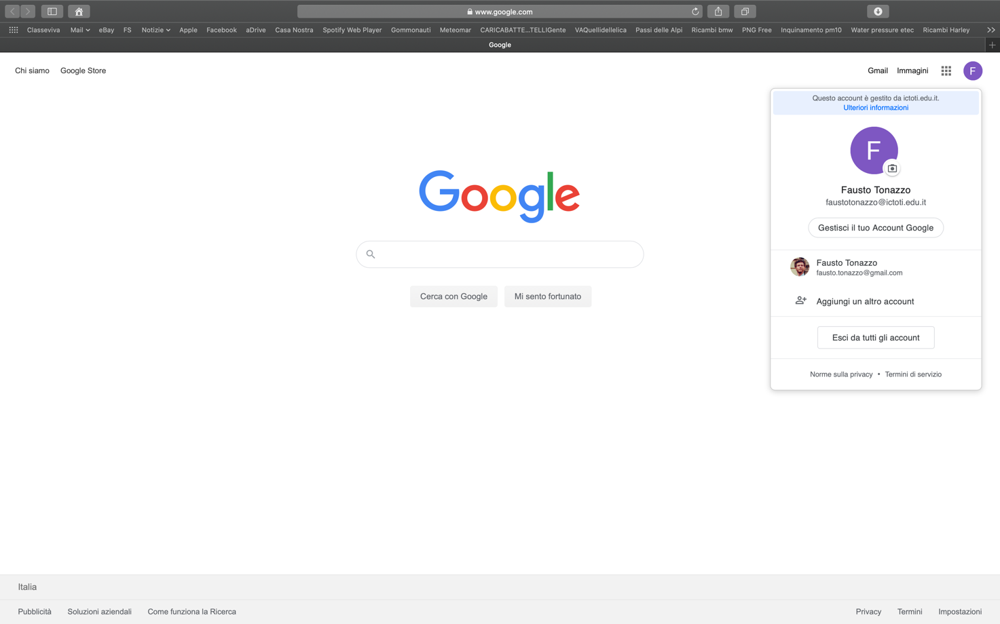 www.google.com
Classeviva Mail eBay FS Notizie Apple Facebook aDrive Casa Nostra Spotify Web Player Gommonauti Meteomar CARICABATTE...TELLIGente VAQuellidellelica Passi delle Alpi Ricambi bmw PNG Free Inquinamento pm10 Water pressure etec Ricambi Harley
Google
Chi siamo Google Store
Gmail Immagini F
Questo account è gestito da ictoti.edu.it.
Ulteriori informazioni
F
Fausto Tonazzo
faustotonazzo@ictoti.edu.it
Gestisci il tuo Account Google
Fausto Tonazzo
fausto.tonazzo@gmail.com
Aggiungi un altro account
Esci da tutti gli account
Norme sulla privacy • Termini di servizio
Google
Cerca con Google Mi sento fortunato
Italia
Pubblicità Soluzioni aziendali Come funziona la Ricerca Privacy Termini Impostazioni